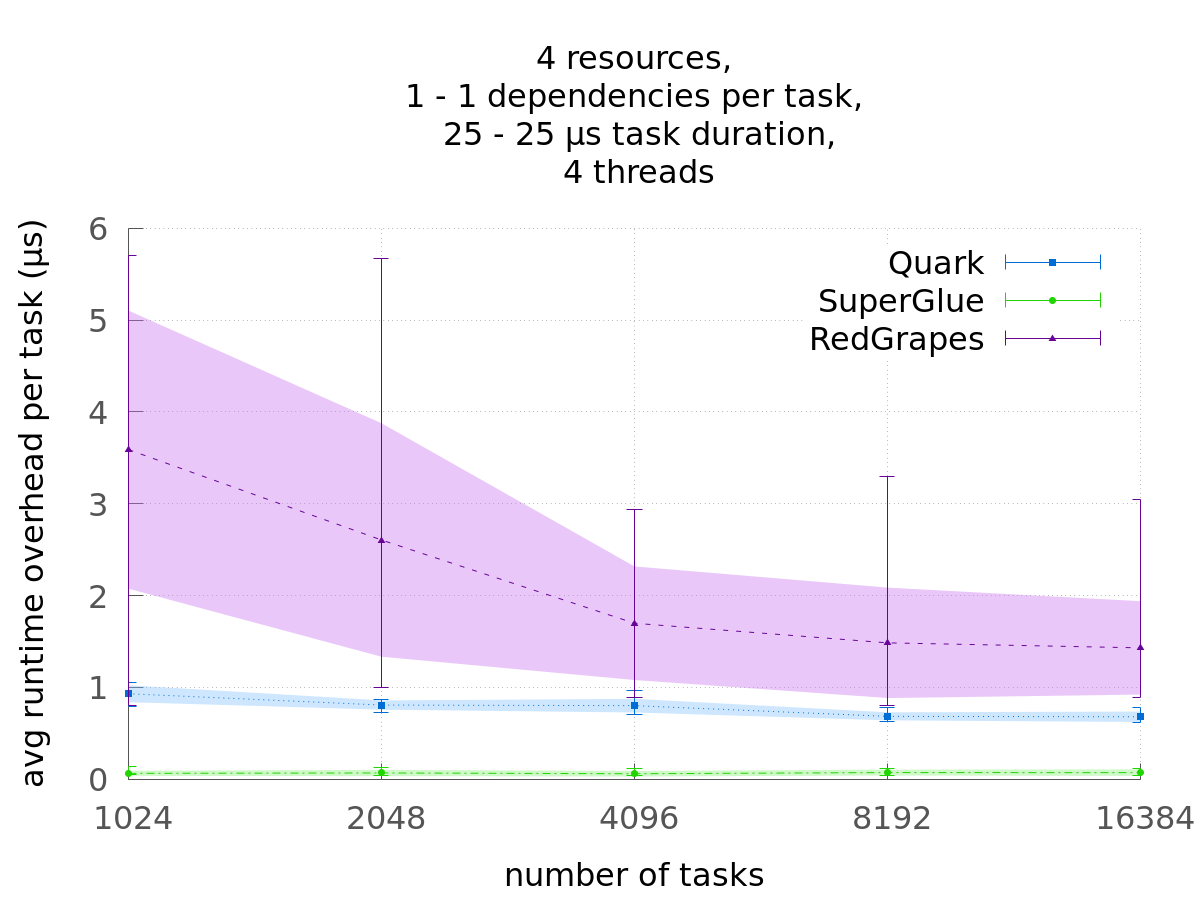 4 resources,
1 - 1 dependencies per task,
25 - 25 µs task duration,
4 threads
avg runtime overhead per task (µs)
6
5
4
3
2
1
0
Quark
SuperGlue
RedGrapes
1024 2048 4096 8192 16384
number of tasks